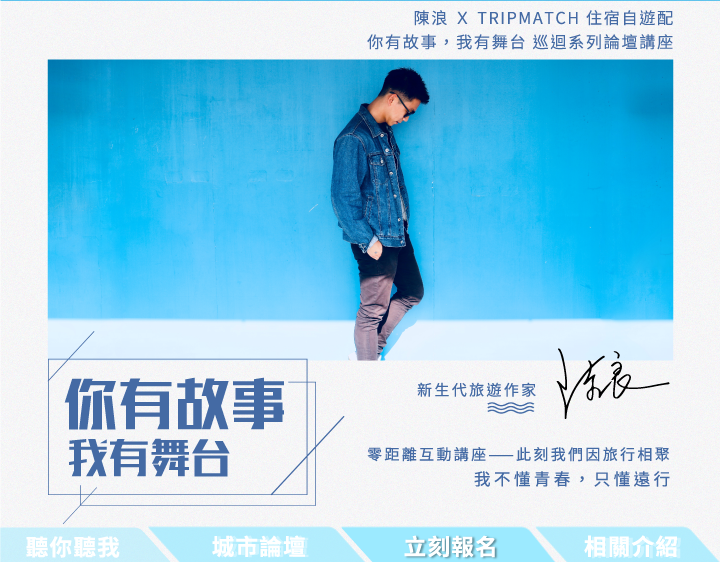 陳浪 X TRIPMATCH 住宿自遊配
你有故事，我有舞台 巡迴系列論壇講座
你有故事
我有舞台
新生代旅遊作家
陳浪
零距離互動講座——此刻我們因旅行相聚
我不懂青春，只懂遠行
聽你聽我
城市論壇
立刻報名
相關介紹